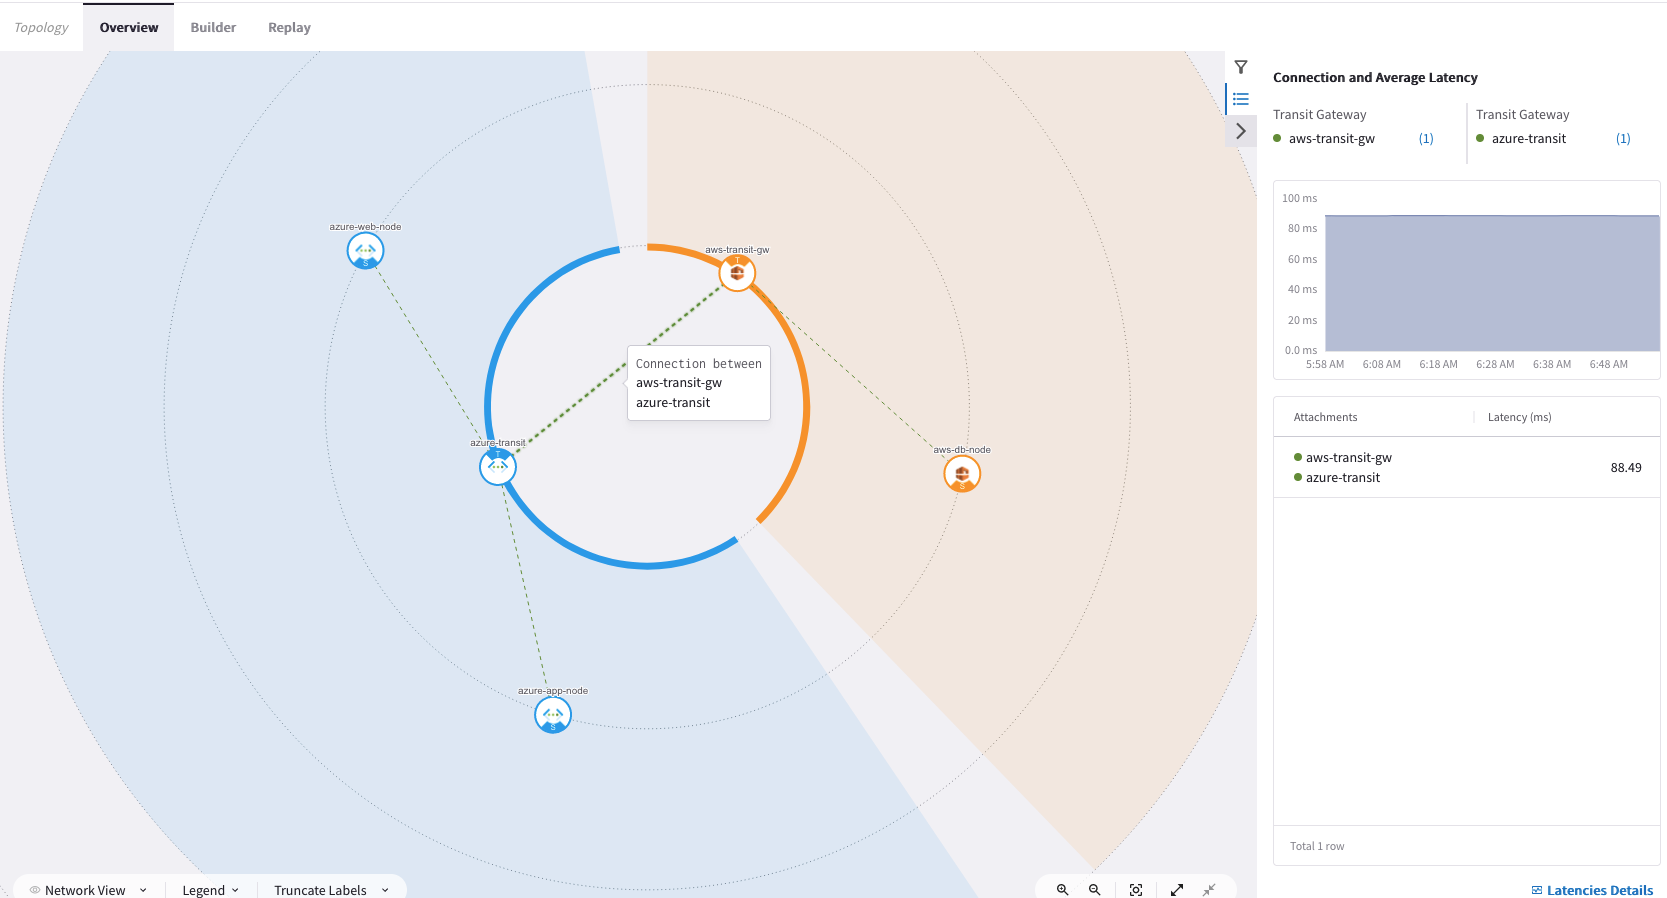 Topology Overview Builder Replay
azure-web-node
S
aws-transit-gw
T
Connection between
aws-transit-gw
azure-transit
azure-transit
T
aws-db-node
S
azure-app-node
S
Network View Legend Truncate Labels
Connection and Average Latency
Transit Gateway Transit Gateway
aws-transit-gw (1) azure-transit (1)
100 ms
80 ms
60 ms
40 ms
20 ms
0.0 ms
5:58 AM 6:08 AM 6:18 AM 6:28 AM 6:38 AM 6:48 AM
Attachments Latency (ms)
aws-transit-gw
azure-transit
88.49
Total 1 row
Latencies Details